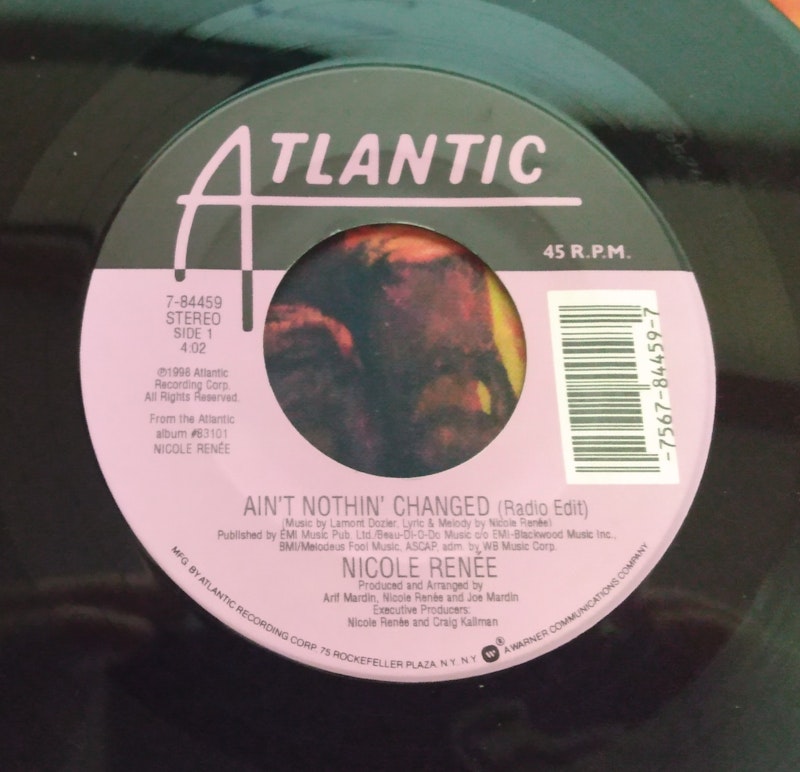 ATLANTIC
45 R.P.M.
7-84459
STEREO
SIDE 1
4:02
℗1998 Atlantic
Recording Corp.
All Rights Reserved.
From the Atlantic
album #83101
NICOLE RENÉE
-7567-84459-7
AIN'T NOTHIN' CHANGED (Radio Edit)
(Music by Lamont Dozier, Lyric & Melody by Nicole Renée)
Published by EMI Music Pub. Ltd./Beau-Di-O-Do Music c/o EMI-Blackwood Music Inc.,
BMI/Melodeus Fool Music, ASCAP, adm. by WB Music Corp.
NICOLE RENÉE
Produced and Arranged by
Arif Mardin, Nicole Renée and Joe Mardin
Executive Producers:
Nicole Renée and Craig Kallman
MFG. BY ATLANTIC RECORDING CORP. 75 ROCKEFELLER PLAZA, N.Y. N.Y. ® A WARNER COMMUNICATIONS COMPANY